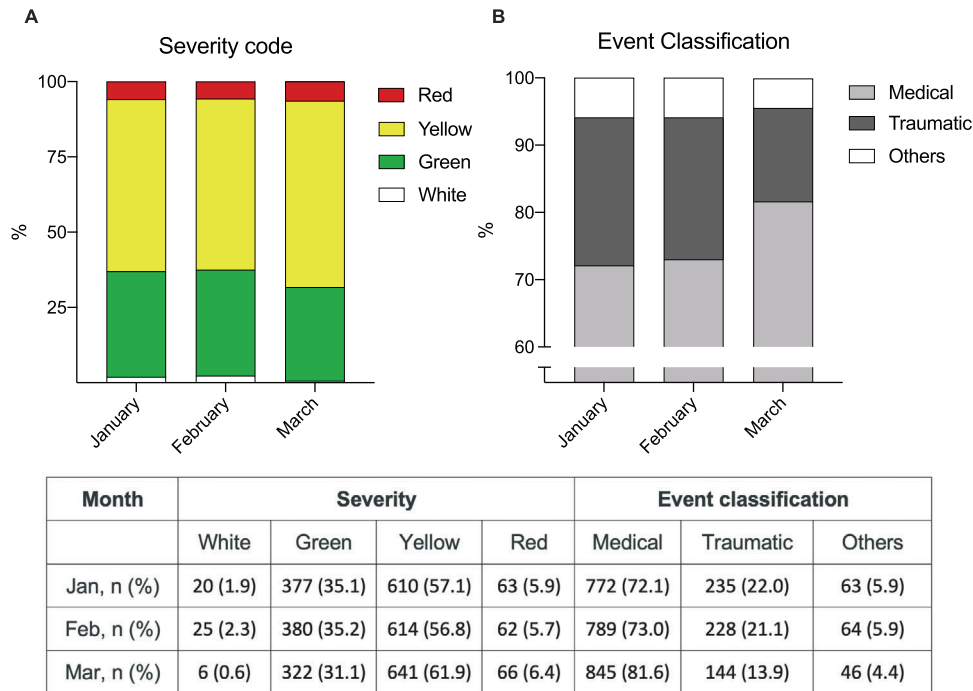 A
Severity code
%
100
75
50
25
January
February
March
Red
Yellow
Green
White
B
Event Classification
%
100
90
80
70
60
January
February
March
Medical
Traumatic
Others
Month Severity Event classification
White Green Yellow Red Medical Traumatic Others
Jan, n (%) 20 (1.9) 377 (35.1) 610 (57.1) 63 (5.9) 772 (72.1) 235 (22.0) 63 (5.9)
Feb, n (%) 25 (2.3) 380 (35.2) 614 (56.8) 62 (5.7) 789 (73.0) 228 (21.1) 64 (5.9)
Mar, n (%) 6 (0.6) 322 (31.1) 641 (61.9) 66 (6.4) 845 (81.6) 144 (13.9) 46 (4.4)